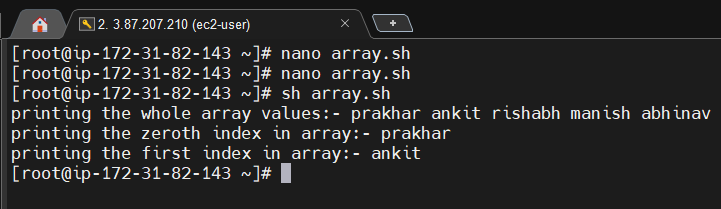 2. 3.87.207.210 (ec2-user)
[root@ip-172-31-82-143 ~]# nano array.sh
[root@ip-172-31-82-143 ~]# nano array.sh
[root@ip-172-31-82-143 ~]# sh array.sh
printing the whole array values:- prakhar ankit rishabh manish abhinav
printing the zeroth index in array:- prakhar
printing the first index in array:- ankit
[root@ip-172-31-82-143 ~]#